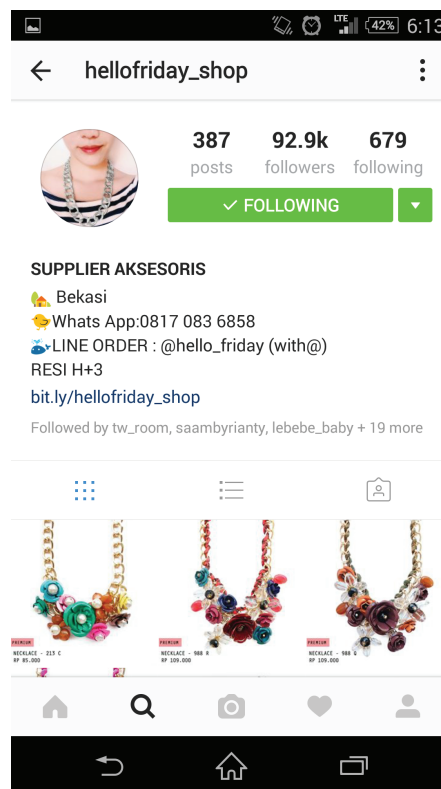 LTE 42% 6:13
hellofriday_shop
387 92.9k 679
posts followers following
FOLLOWING
SUPPLIER AKSESORIS
Bekasi
Whats App:0817 083 6858
LINE ORDER : @hello_friday (with@)
RESI H+3
bit.ly/hellofriday_shop
Followed by tw_room, saambyrianty, lebebe_baby + 19 more
PREMIUM PREMIUM PREMIUM
NECKLACE - 213 C NECKLACE - 988 R NECKLACE - 988 Q
RP 85.000 RP 109.000 RP 109.000